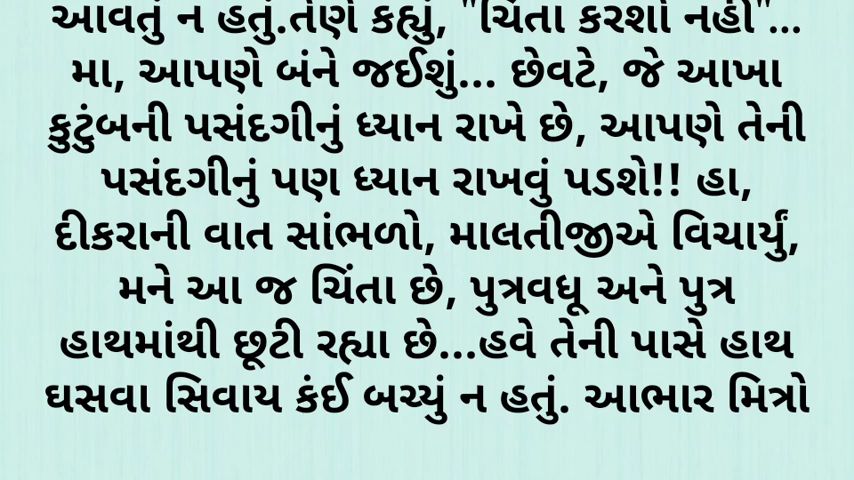 આવતું ન હતું.તેણે કહ્યું, "ચિંતા કરશો નહીં"...
મા, આપણે બંને જઈશું... છેવટે, જે આખા
કુટુંબની પસંદગીનું ધ્યાન રાખે છે, આપણે તેની
પસંદગીનું પણ ધ્યાન રાખવું પડશે!! હા,
દીકરાની વાત સાંભળો, માલતીજીએ વિચાર્યું,
મને આ જ ચિંતા છે, પુત્રવધૂ અને પુત્ર
હાથમાંથી છૂટી રહ્યા છે...હવે તેની પાસે હાથ
ઘસવા સિવાય કંઈ બચ્યું ન હતું. આભાર મિત્રો